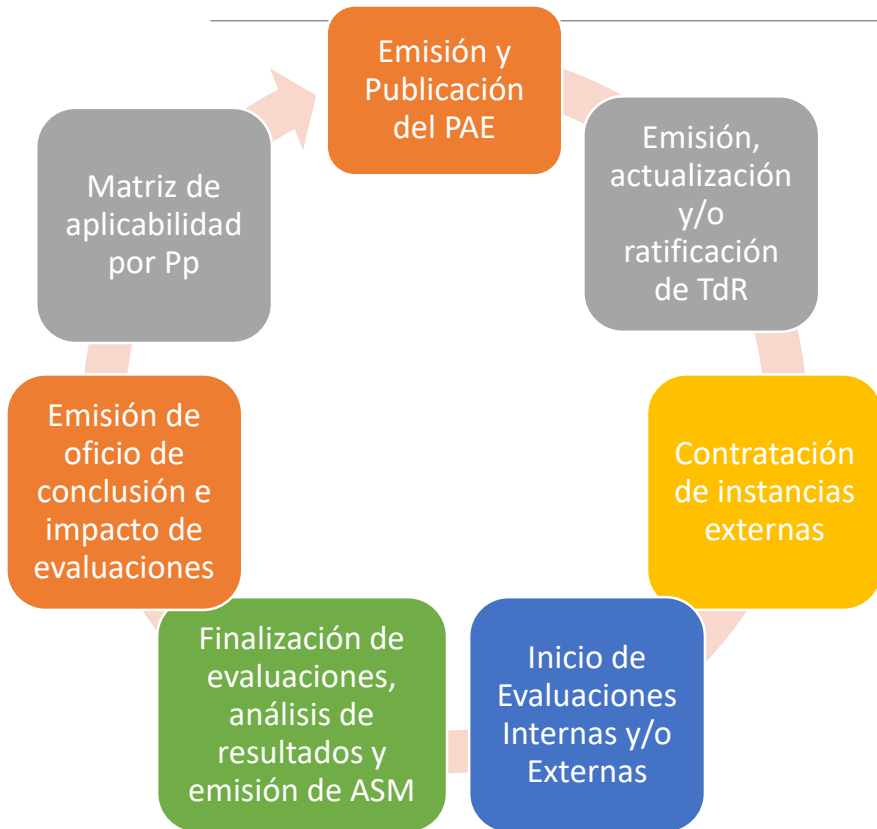 Emisión y
Publicación
del PAE
Emisión,
actualización
y/o
ratificación
de TdR
Contratación
de instancias
externas
Inicio de
Evaluaciones
Internas y/o
Externas
Finalización de
evaluaciones,
análisis de
resultados y
emisión de ASM
Emisión de
oficio de
conclusión e
impacto de
evaluaciones
Matriz de
aplicabilidad
por Pp